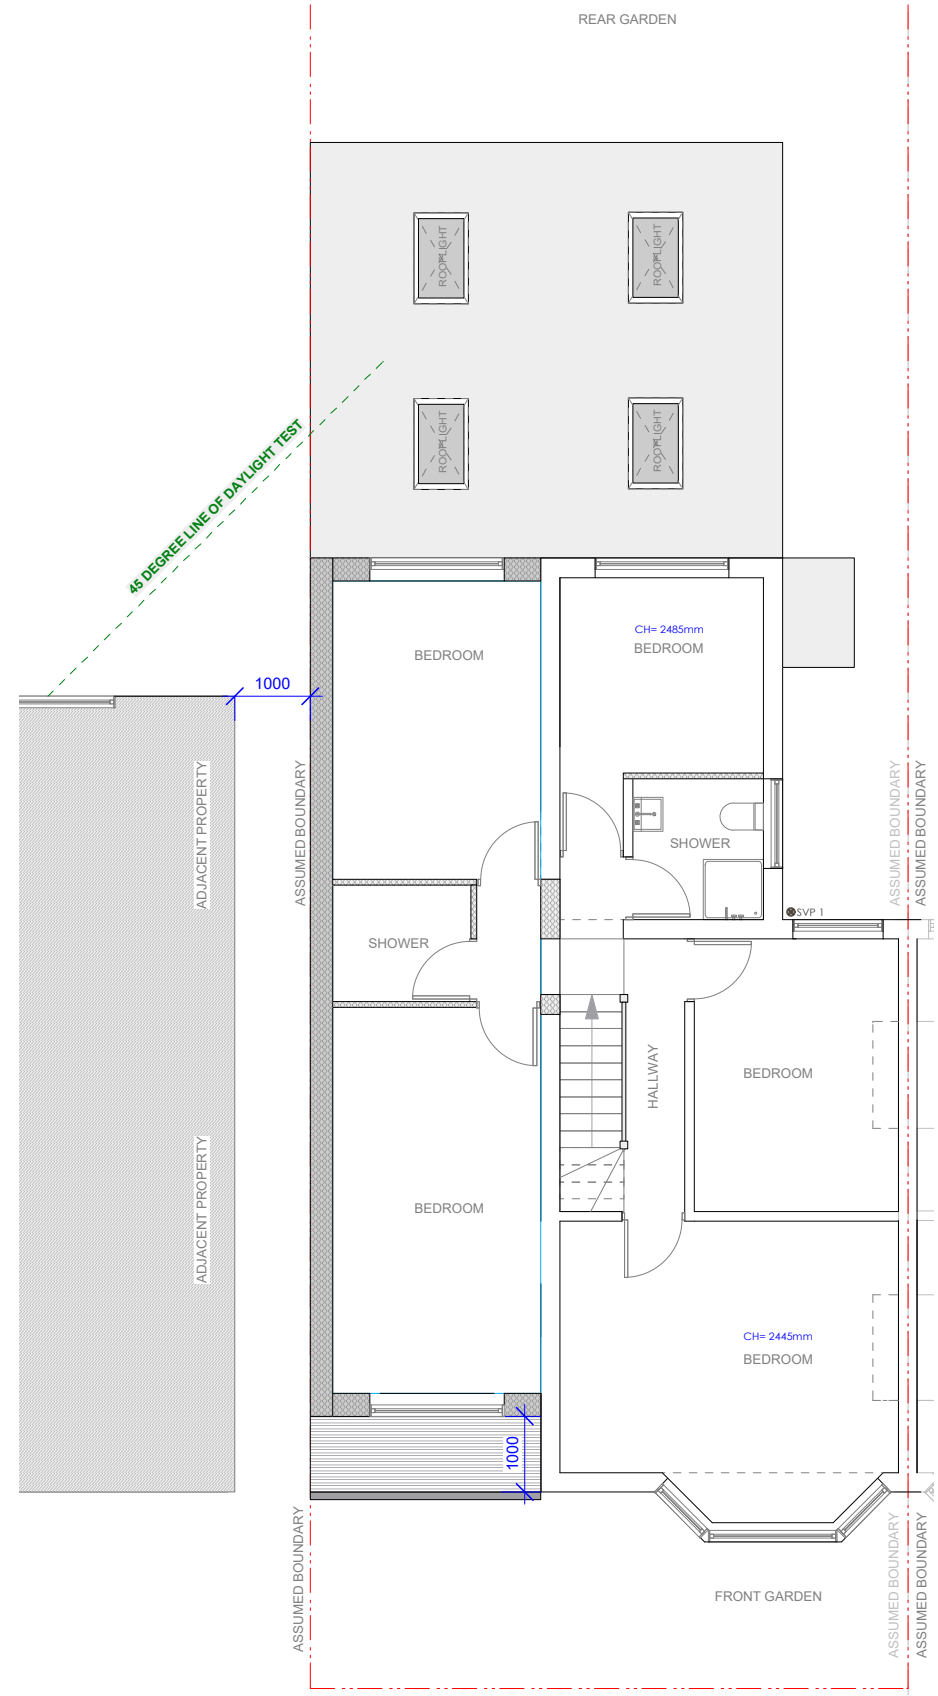 REAR GARDEN
ROOFLIGHT
ROOFLIGHT
ROOFLIGHT
ROOFLIGHT
45 DEGREE LINE OF DAYLIGHT TEST
BEDROOM
CH= 2485mm
BEDROOM
1000
ADJACENT PROPERTY
ASSUMED BOUNDARY
SHOWER
ASSUMED BOUNDARY
ASSUMED BOUNDARY
SVP 1
SHOWER
HALLWAY
BEDROOM
ADJACENT PROPERTY
BEDROOM
CH= 2445mm
BEDROOM
1000
ASSUMED BOUNDARY
ASSUMED BOUNDARY
ASSUMED BOUNDARY
FRONT GARDEN